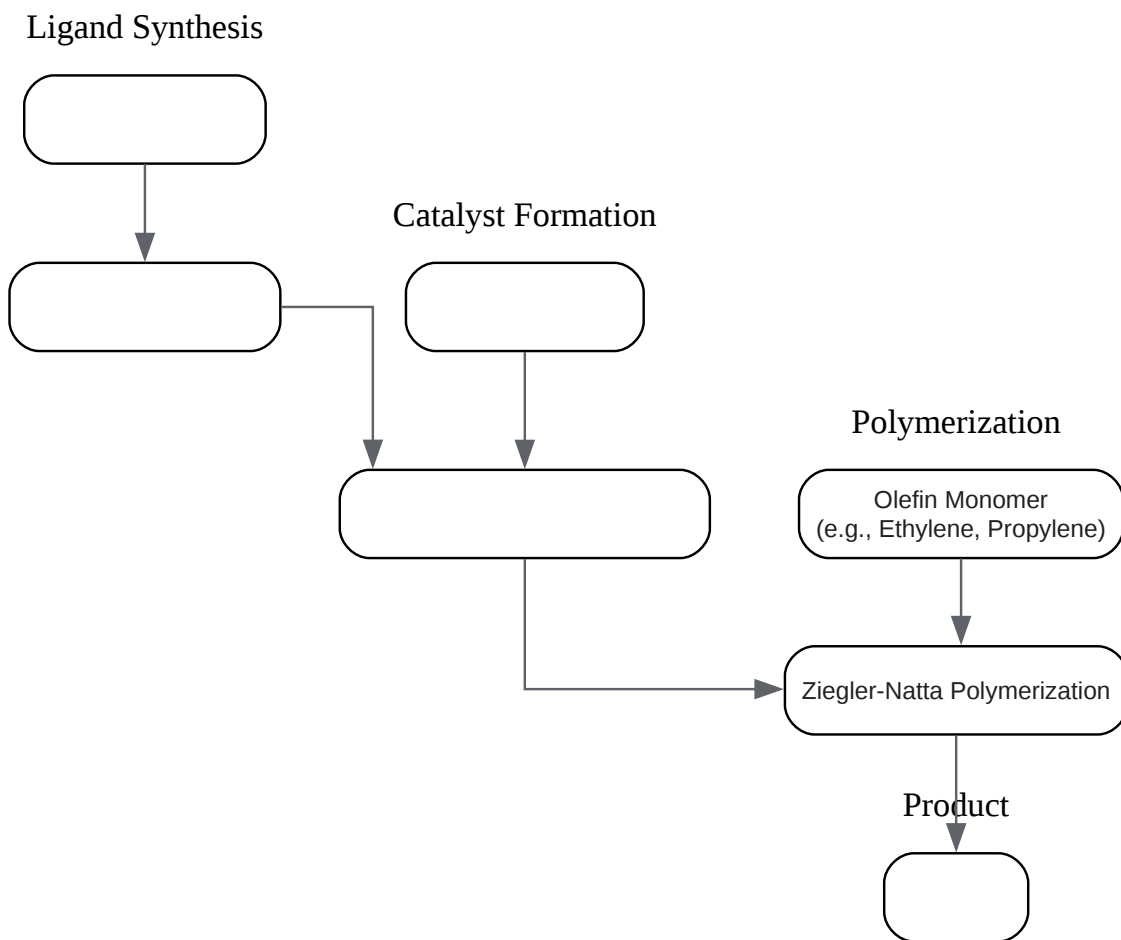 Ligand Synthesis
Catalyst Formation
Polymerization
Olefin Monomer
(e.g., Ethylene, Propylene)
Ziegler-Natta Polymerization
Product